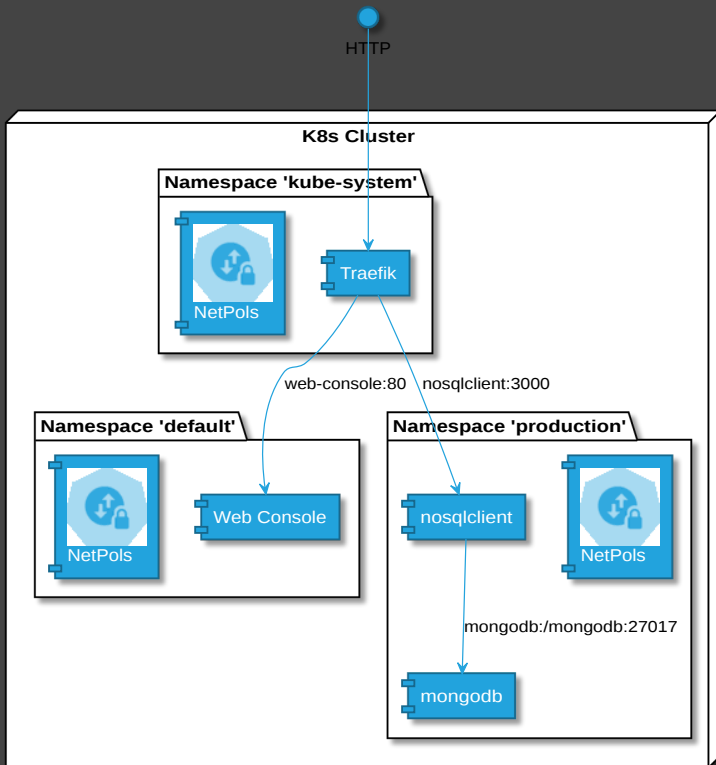 HTTP
K8s Cluster
Namespace 'kube-system'
NetPols
Traefik
web-console:80
nosqlclient:3000
Namespace 'default'
NetPols
Web Console
Namespace 'production'
nosqlclient
NetPols
mongodb:/mongodb:27017
mongodb